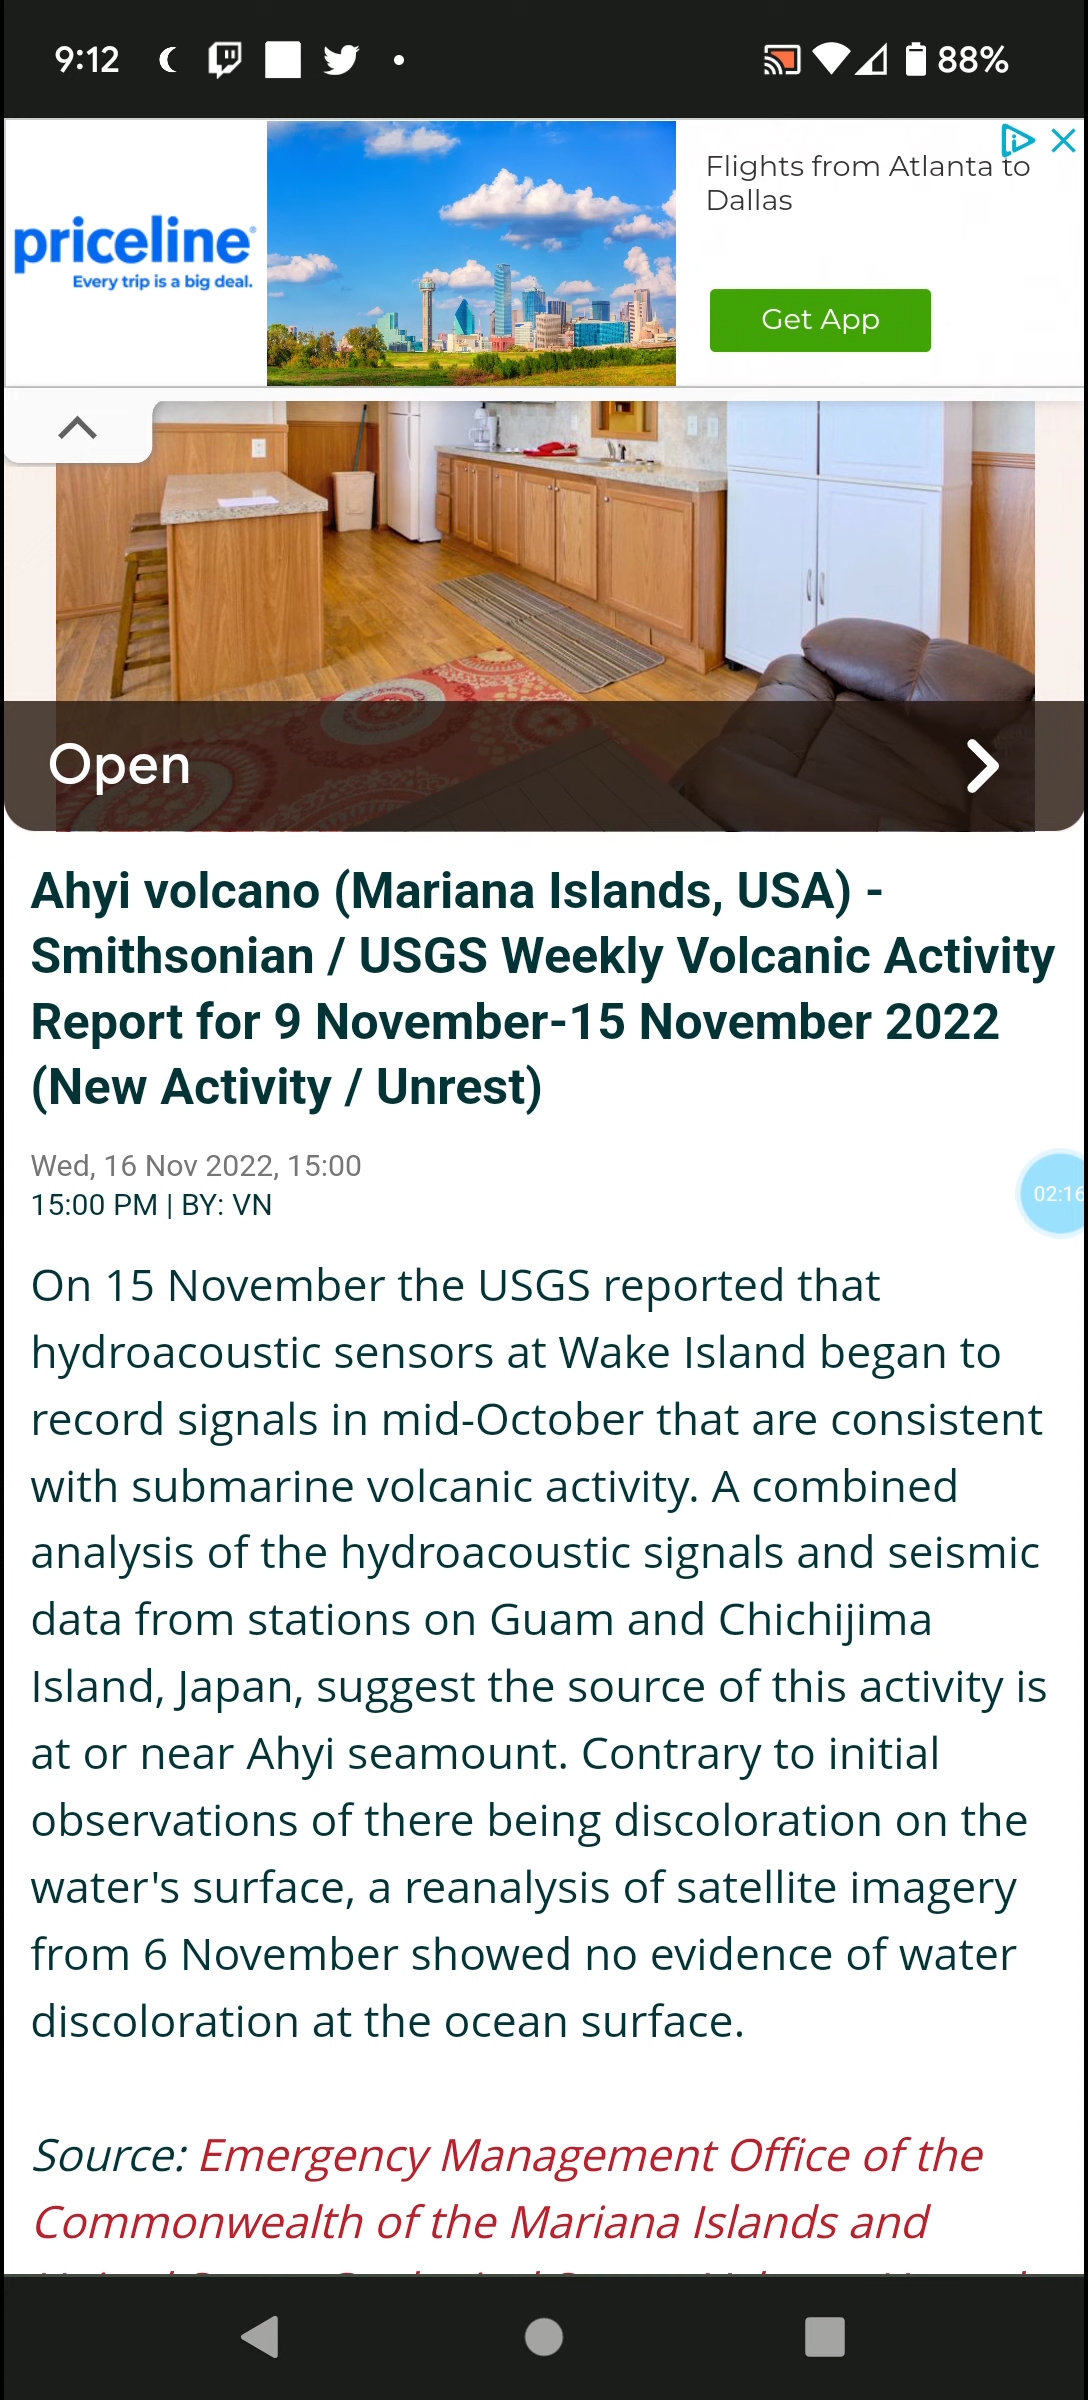 9:12
88%
priceline®
Every trip is a big deal.
Flights from Atlanta to
Dallas
Get App
Open
Ahyi volcano (Mariana Islands, USA) -
Smithsonian / USGS Weekly Volcanic Activity
Report for 9 November-15 November 2022
(New Activity / Unrest)
Wed, 16 Nov 2022, 15:00
15:00 PM | BY: VN
02:16
On 15 November the USGS reported that
hydroacoustic sensors at Wake Island began to
record signals in mid-October that are consistent
with submarine volcanic activity. A combined
analysis of the hydroacoustic signals and seismic
data from stations on Guam and Chichijima
Island, Japan, suggest the source of this activity is
at or near Ahyi seamount. Contrary to initial
observations of there being discoloration on the
water's surface, a reanalysis of satellite imagery
from 6 November showed no evidence of water
discoloration at the ocean surface.
Source: Emergency Management Office of the
Commonwealth of the Mariana Islands and